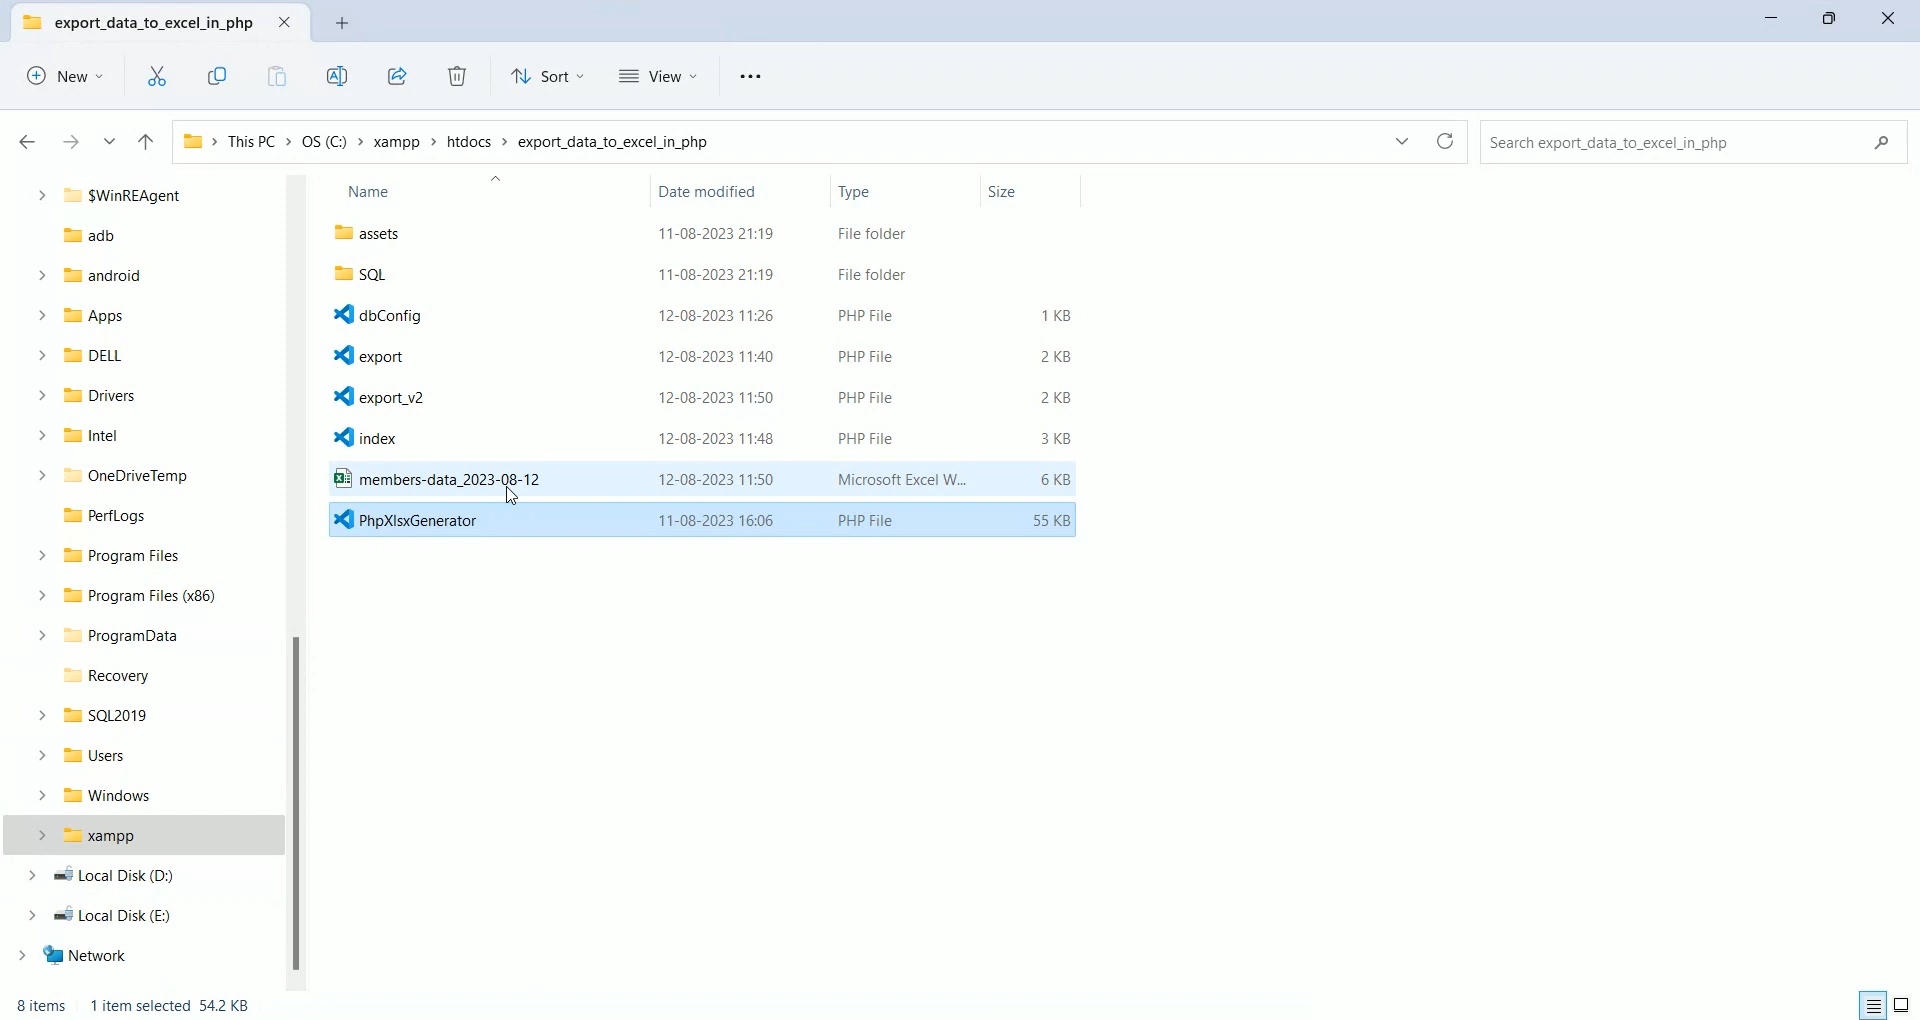 export_data_to_excel_in_php
New
Sort
View
This PC > OS (C:) > xampp > htdocs > export_data_to_excel_in_php
Search export_data_to_excel_in_php
$WinREAgent
adb
android
Apps
DELL
Drivers
Intel
OneDriveTemp
PerfLogs
Program Files
Program Files (x86)
ProgramData
Recovery
SQL2019
Users
Windows
xampp
Local Disk (D:)
Local Disk (E:)
Network
Name Date modified Type Size
assets 11-08-2023 21:19 File folder
SQL 11-08-2023 21:19 File folder
dbConfig 12-08-2023 11:26 PHP File 1 KB
export 12-08-2023 11:40 PHP File 2 KB
export_v2 12-08-2023 11:50 PHP File 2 KB
index 12-08-2023 11:48 PHP File 3 KB
members-data_2023-08-12 12-08-2023 11:50 Microsoft Excel W... 6 KB
PhpXlsxGenerator 11-08-2023 16:06 PHP File 55 KB
8 items 1 item selected 54.2 KB